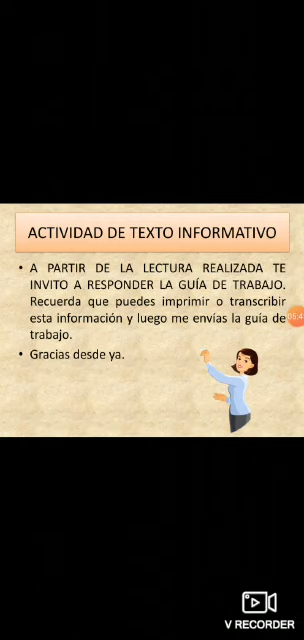 ACTIVIDAD DE TEXTO INFORMATIVO
• A PARTIR DE LA LECTURA REALIZADA TE
INVITO A RESPONDER LA GUÍA DE TRABAJO.
Recuerda que puedes imprimir o transcribir
esta información y luego me envías la guía de
trabajo.
• Gracias desde ya.
V RECORDER